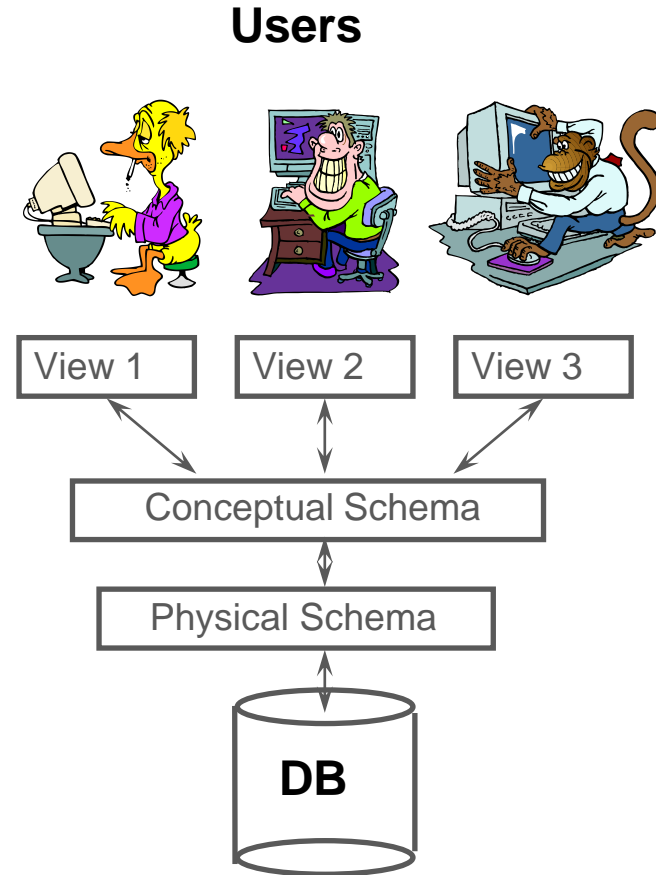 Users
View 1
View 2
View 3
Conceptual Schema
Physical Schema
DB